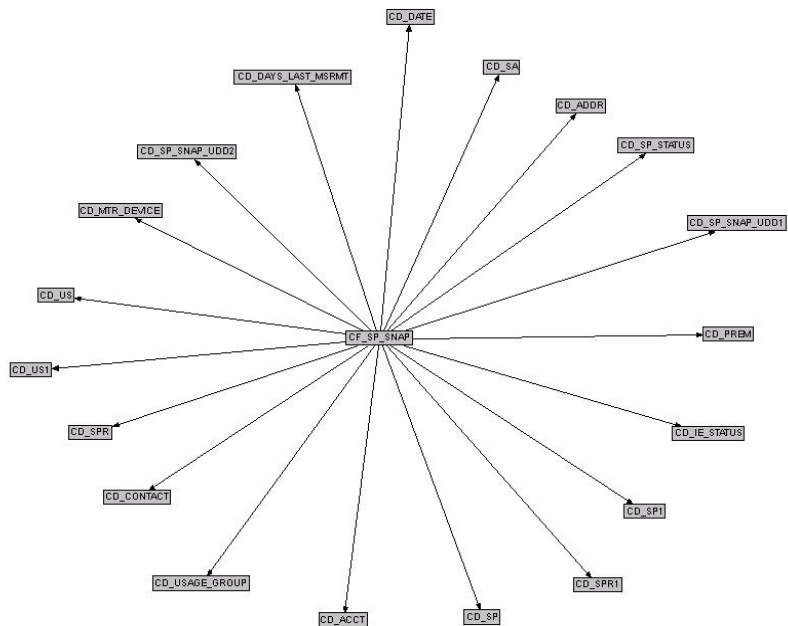 CD_DATE
CD_SA
CD_DAYS_LAST_MSRMT
CD_ADDR
CD_SP_STATUS
CD_SP_SNAP_UDD2
CD_MTR_DEVICE
CD_SP_SNAP_UDD1
CD_US
CD_PREM
CF_SP_SNAP
CD_US1
CD_SPR
CD_IE_STATUS
CD_CONTACT
CD_SP1
CD_USAGE_GROUP
CD_SPR1
CD_SP
CD_ACCT